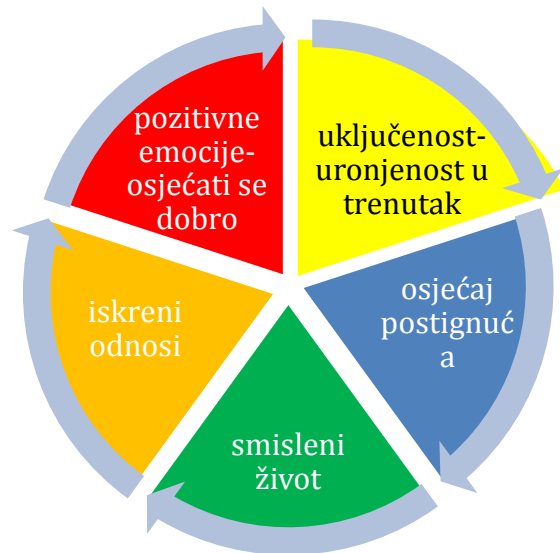 pozitivne
emocije-
osjećati se
dobro
uključenost-
uronjenost u
trenutak
osjećaj
postignuć
a
smisleni
život
iskreni
odnosi